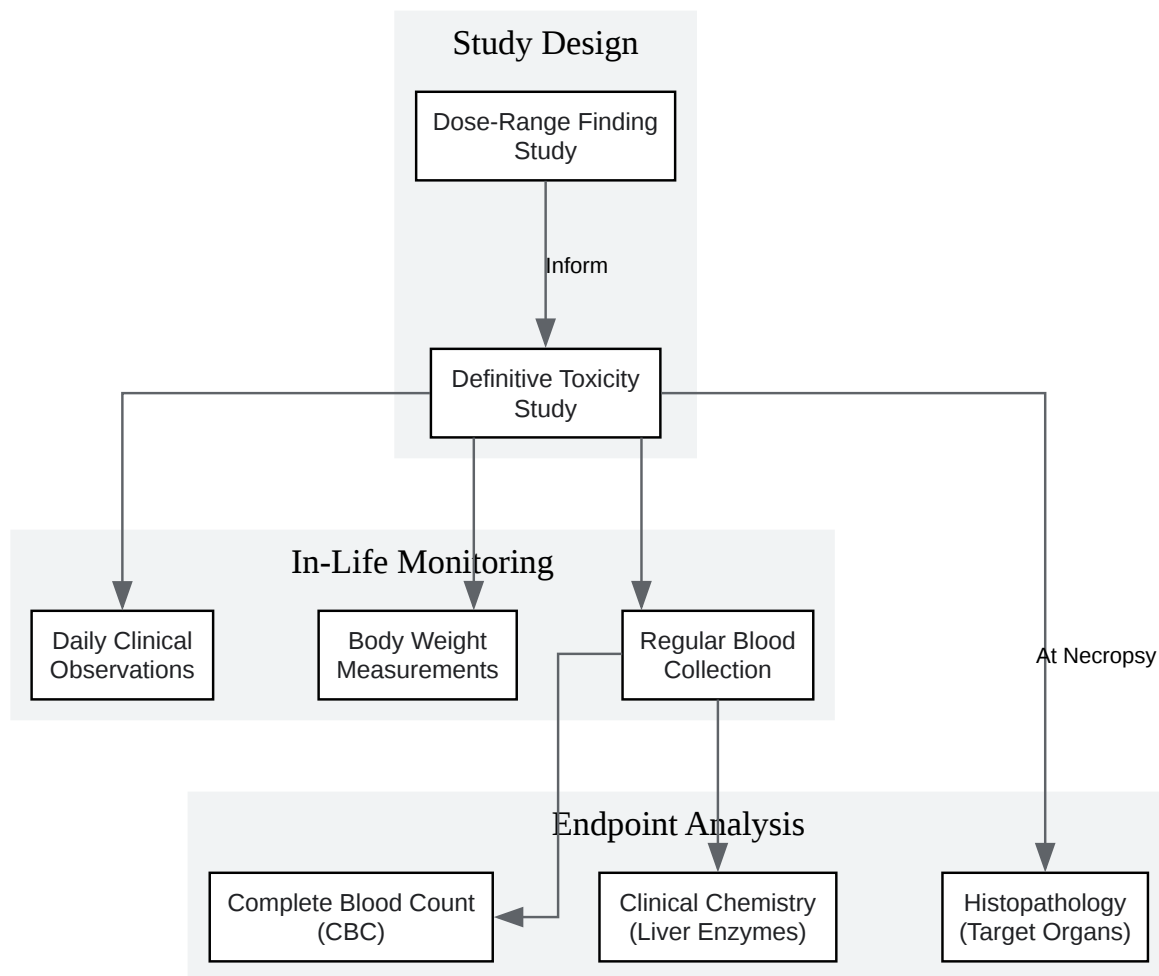 Study Design
Dose-Range Finding
Study
Inform
Definitive Toxicity
Study
In-Life Monitoring
Daily Clinical
Observations
Body Weight
Measurements
Regular Blood
Collection
At Necropsy
Endpoint Analysis
Complete Blood Count
(CBC)
Clinical Chemistry
(Liver Enzymes)
Histopathology
(Target Organs)